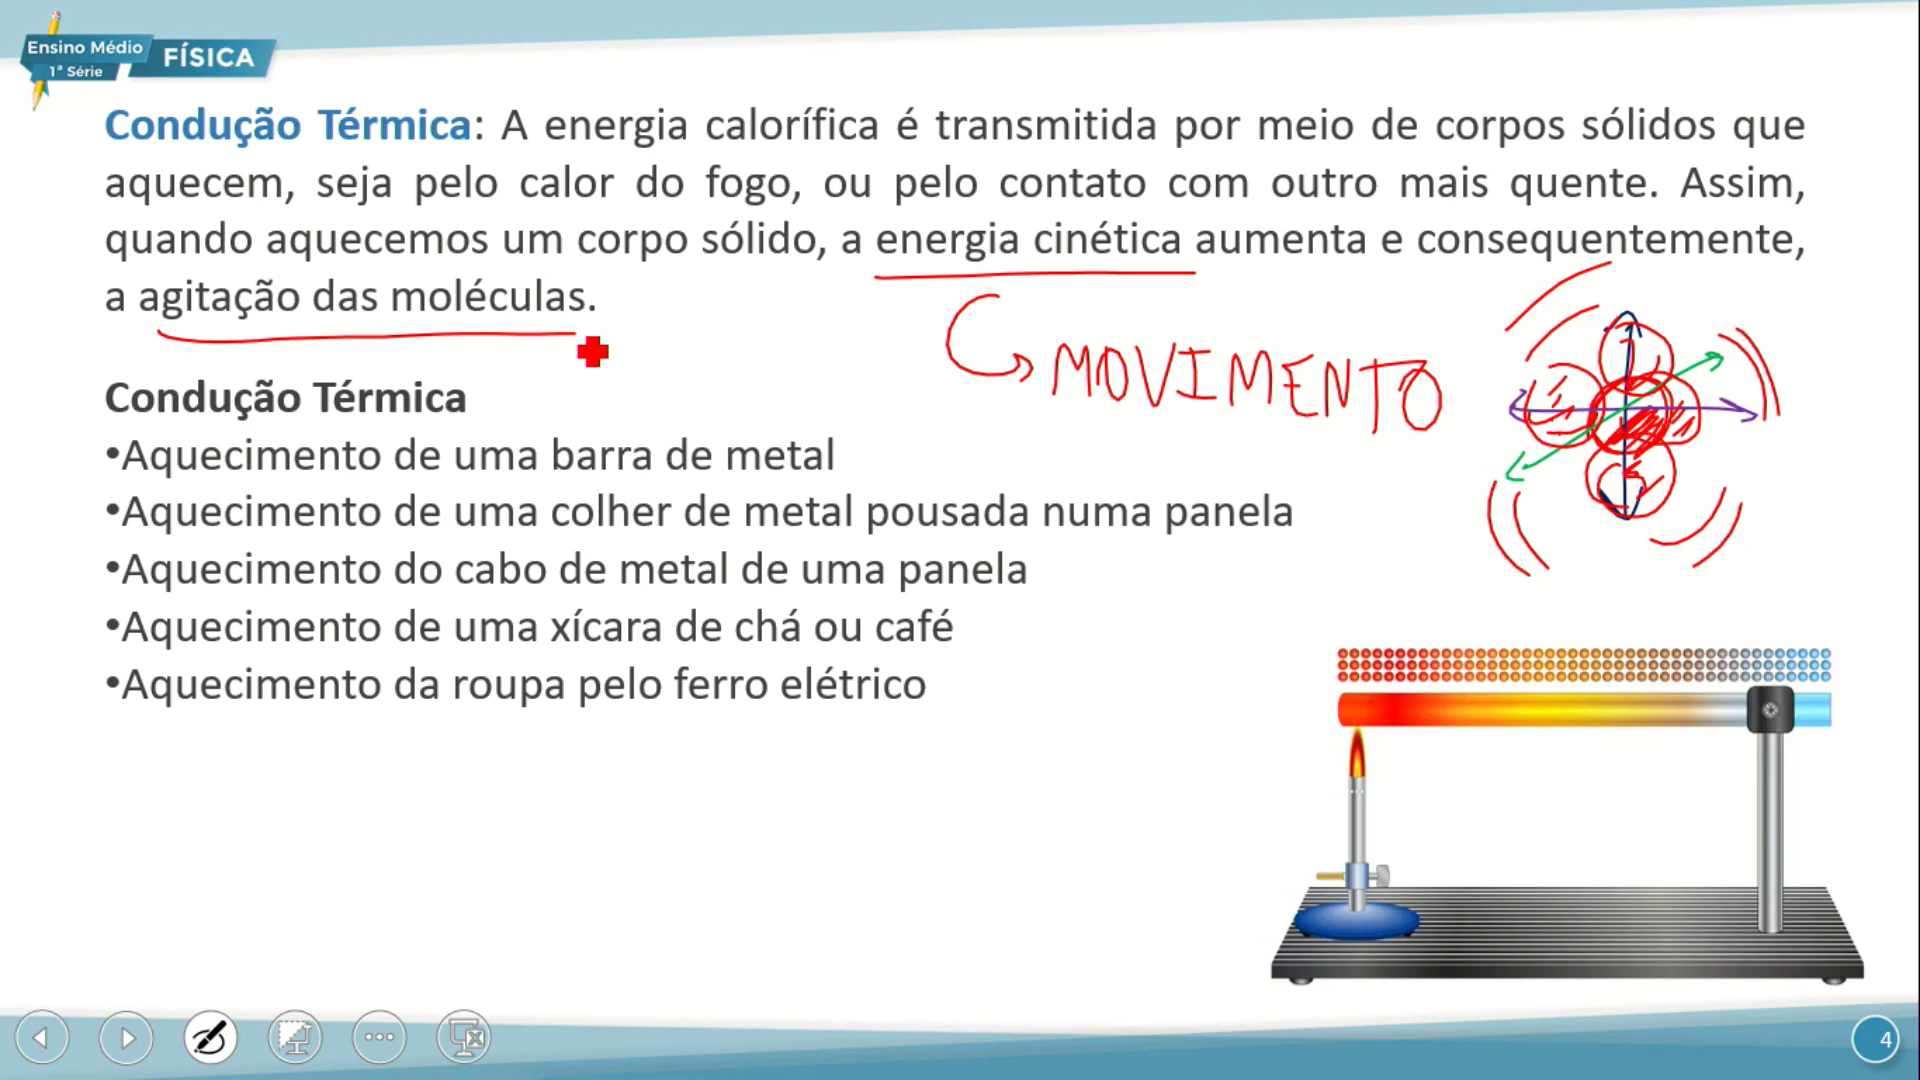 Ensino Médio
1ª Série
FÍSICA
Condução Térmica: A energia calorífica é transmitida por meio de corpos sólidos que
aquecem, seja pelo calor do fogo, ou pelo contato com outro mais quente. Assim,
quando aquecemos um corpo sólido, a energia cinética aumenta e consequentemente,
a agitação das moléculas.
MOVIMENTO
Condução Térmica
•Aquecimento de uma barra de metal
•Aquecimento de uma colher de metal pousada numa panela
•Aquecimento do cabo de metal de uma panela
•Aquecimento de uma xícara de chá ou café
•Aquecimento da roupa pelo ferro elétrico
4